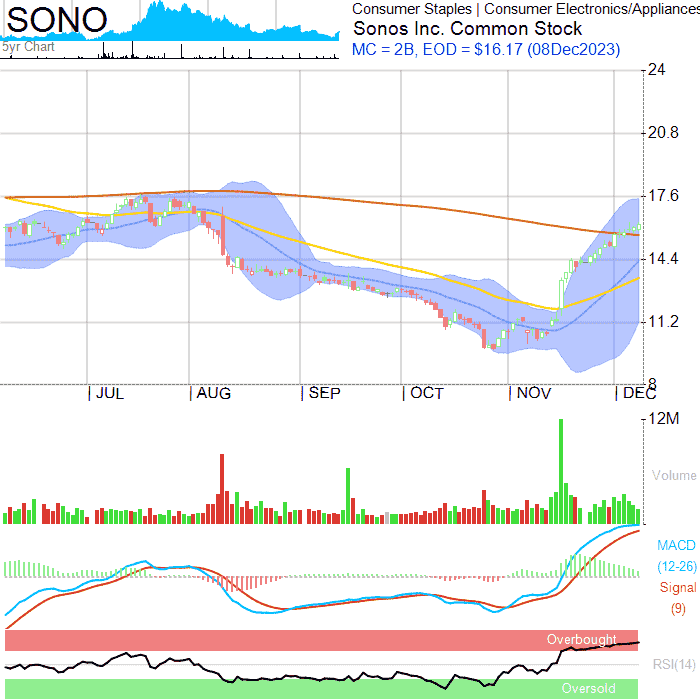 SONO
5yr Chart
Consumer Staples | Consumer Electronics/Appliances
Sonos Inc. Common Stock
MC = 2B, EOD = $16.17 (08Dec2023)
24
20.8
17.6
14.4
11.2
8
JUL AUG SEP OCT NOV DEC
12M
Volume
MACD
(12-26)
Signal
(9)
Overbought
RSI(14)
Oversold